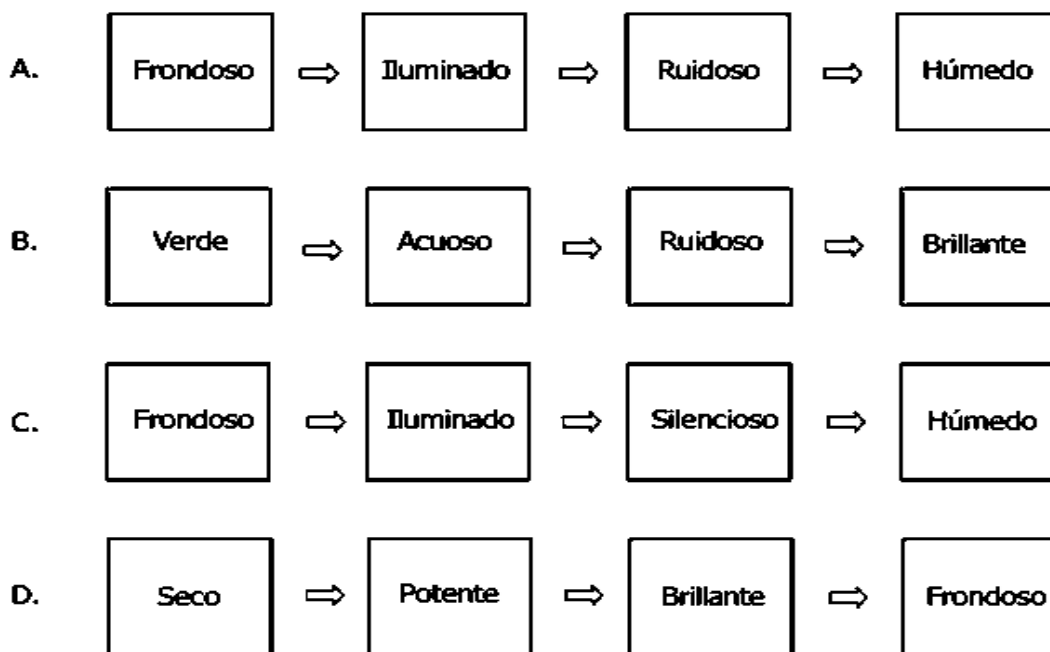 A. Frondoso ⇨ Iluminado ⇨ Ruidoso ⇨ Húmedo
B. Verde ⇨ Acuoso ⇨ Ruidoso ⇨ Brillante
C. Frondoso ⇨ Iluminado ⇨ Silencioso ⇨ Húmedo
D. Seco ⇨ Potente ⇨ Brillante ⇨ Frondoso